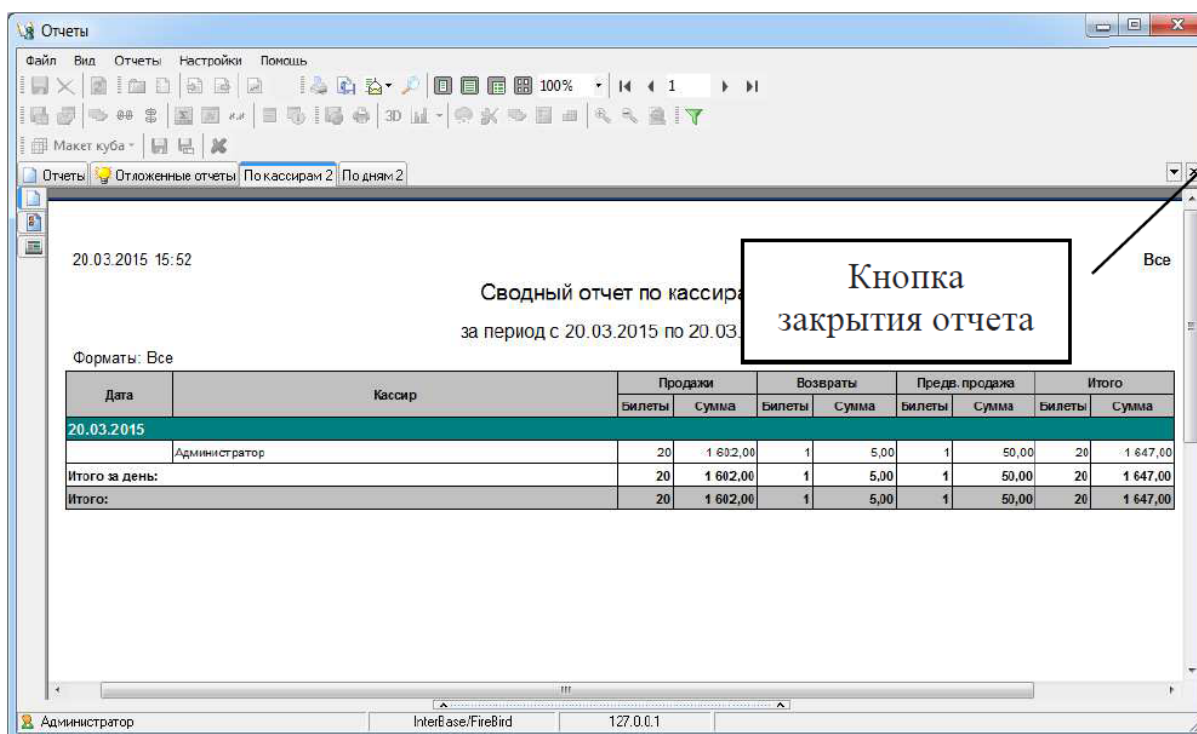 Отчеты
Файл Вид Отчеты Настройки Помощь
100% 1
3D
Макет куба
Отчеты Отложенные отчеты По кассирам 2 По дням 2
20.03.2015 15:52
Все
Кнопка
закрытия отчета
Сводный отчет по кассир
за период с 20.03.2015 по 20.03.
Форматы: Все
Дата Кассир Продажи Возвраты Предв. продажа Итого
Билеты Сумма Билеты Сумма Билеты Сумма Билеты Сумма
20.03.2015
Администратор 20 1 602,00 1 5,00 1 50,00 20 1 647,00
Итого за день: 20 1 602,00 1 5,00 1 50,00 20 1 647,00
Итого: 20 1 602,00 1 5,00 1 50,00 20 1 647,00
Администратор InterBase/FireBird 127.0.0.1